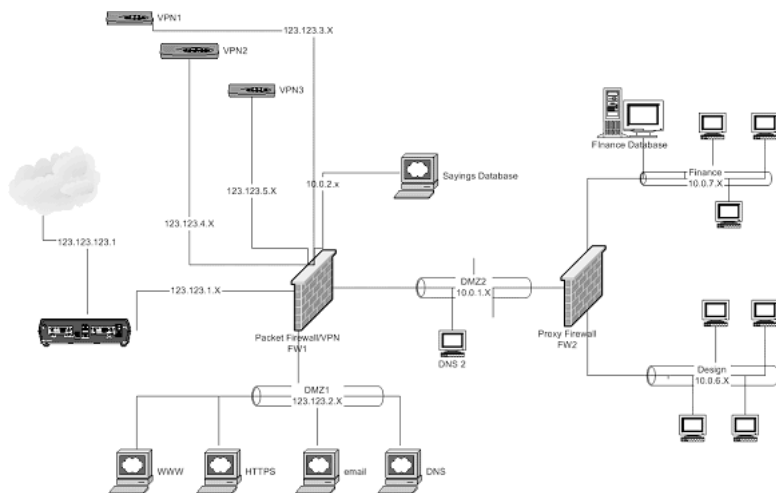 VPN1
123.123.3.X
VPN2
VPN3
FInance Database
Sayings Database
10.0.2.x
Finance
10.0.7.X
123.123.5.X
123.123.4.X
123.123.123.1
DMZ2
10.0.1.X
123.123.1.X
Packet Firewall/VPN
FW1
Proxy Firewall
FW2
DNS 2
Design
10.0.6.X
DMZ1
123.123.2.X
WWW
HTTPS
email
DNS